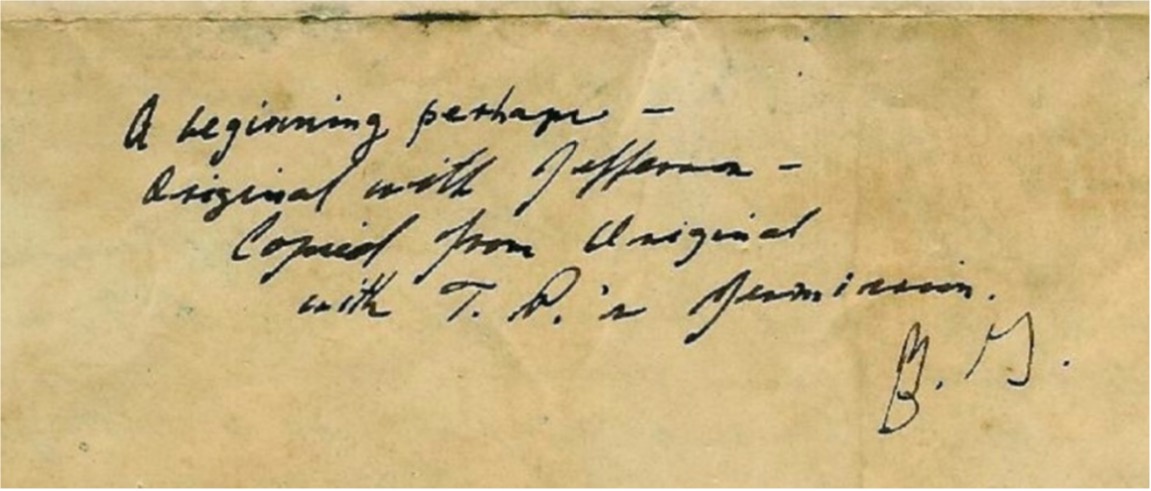 A beginning perhaps -
Original with Jefferson -
Copied from Original
with T. P.'s permission.
B. G.